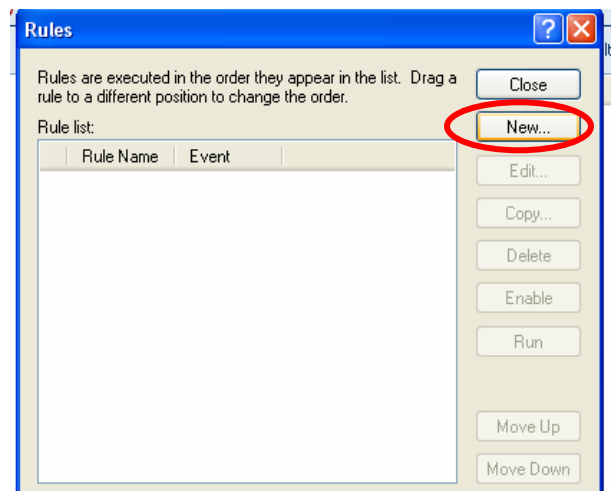 Rules
Rules are executed in the order they appear in the list. Drag a
rule to a different position to change the order.
Close
Rule list:
New...
Rule Name Event
Edit...
Copy...
Delete
Enable
Run
Move Up
Move Down